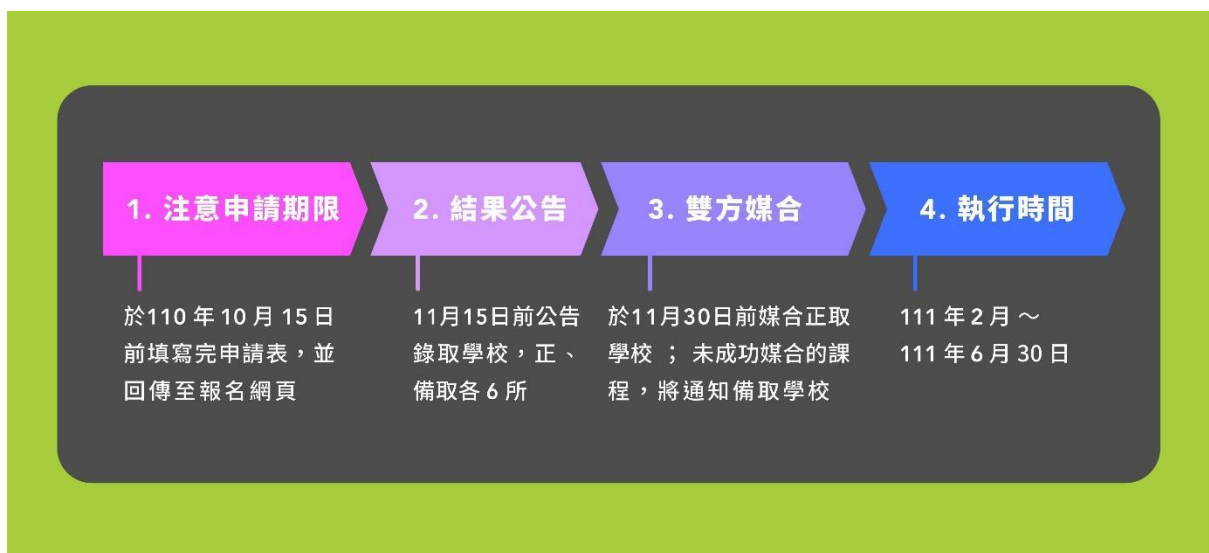 1. 注意申請期限
於110 年 10 月 15 日
前填寫完申請表，並
回傳至報名網頁
2. 結果公告
11月15日前公告
錄取學校，正、
備取各 6 所
3. 雙方媒合
於11月30日前媒合正取
學校 ； 未成功媒合的課
程，將通知備取學校
4. 執行時間
111 年 2 月 ～
111 年 6 月 30 日